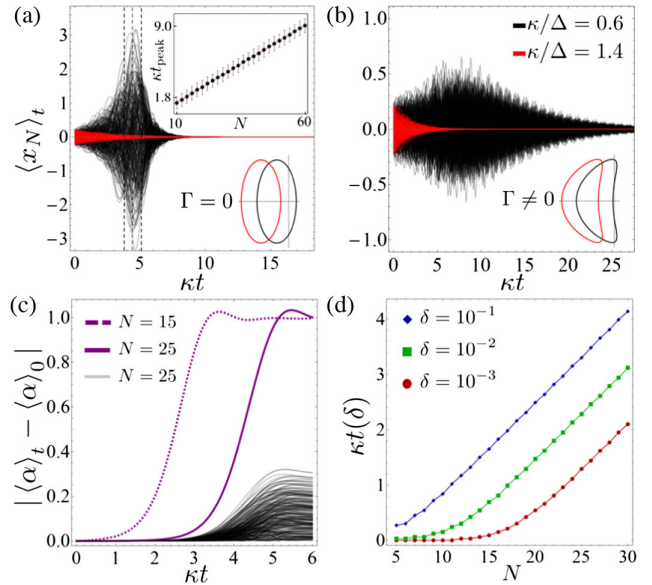 (a)
3
2
1
0
−1
−2
−3
⟨x_N⟩_t
0
5
10
15
κt
9.0
κt_peak
1.8
10
N
60
Γ = 0
(b)
1.0
0.5
0.0
−0.5
−1.0
0
5
10
15
20
25
κt
κ/Δ = 0.6
κ/Δ = 1.4
Γ ≠ 0
(c)
1.0
0.8
0.6
0.4
0.2
0.0
|⟨α⟩_t − ⟨α⟩_0|
N = 15
N = 25
N = 25
0
1
2
3
4
5
6
κt
(d)
4
3
2
1
0
κt(δ)
δ = 10^{-1}
δ = 10^{-2}
δ = 10^{-3}
5
10
15
20
25
30
N